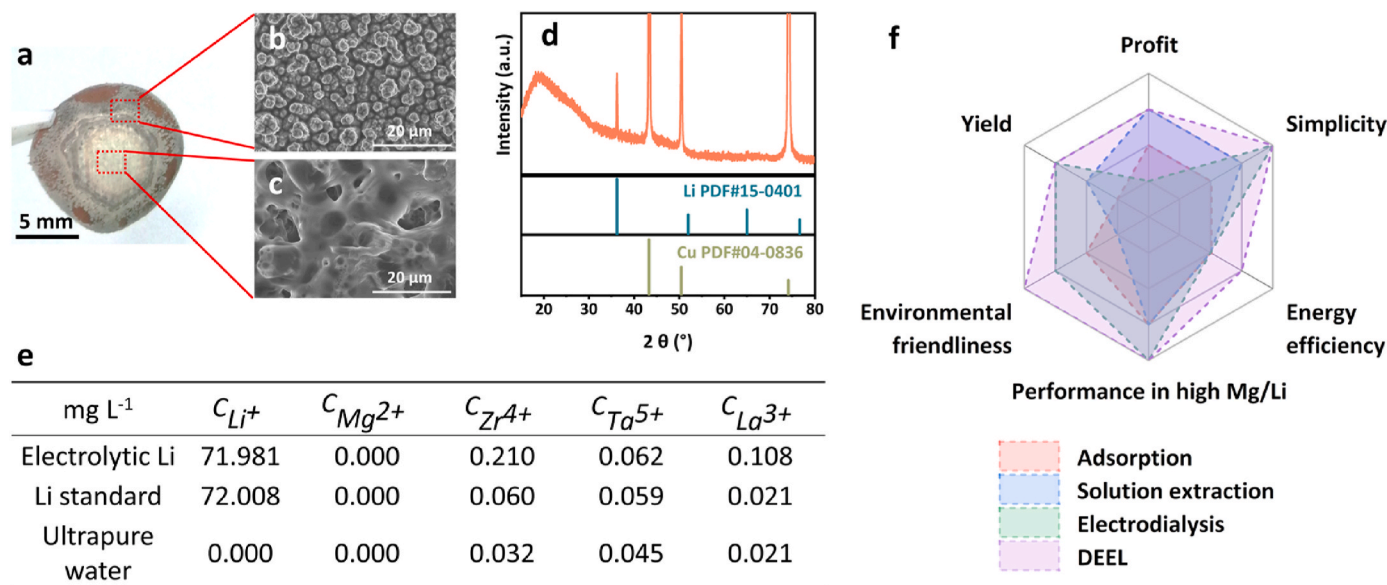 a
5 mm
b
20 μm
c
20 μm
d
Intensity (a.u.)
Li PDF#15-0401
Cu PDF#04-0836
15 20 30 40 50 60 70 80
2 θ (°)
e
mg L-1 CLi+ CMg2+ CZr4+ CTa5+ CLa3+
Electrolytic Li 71.981 0.000 0.210 0.062 0.108
Li standard 72.008 0.000 0.060 0.059 0.021
Ultrapure
water 0.000 0.000 0.032 0.045 0.021
f
Profit
Yield
Simplicity
Environmental
friendliness
Energy
efficiency
Performance in high Mg/Li
Adsorption
Solution extraction
Electrodialysis
DEEL